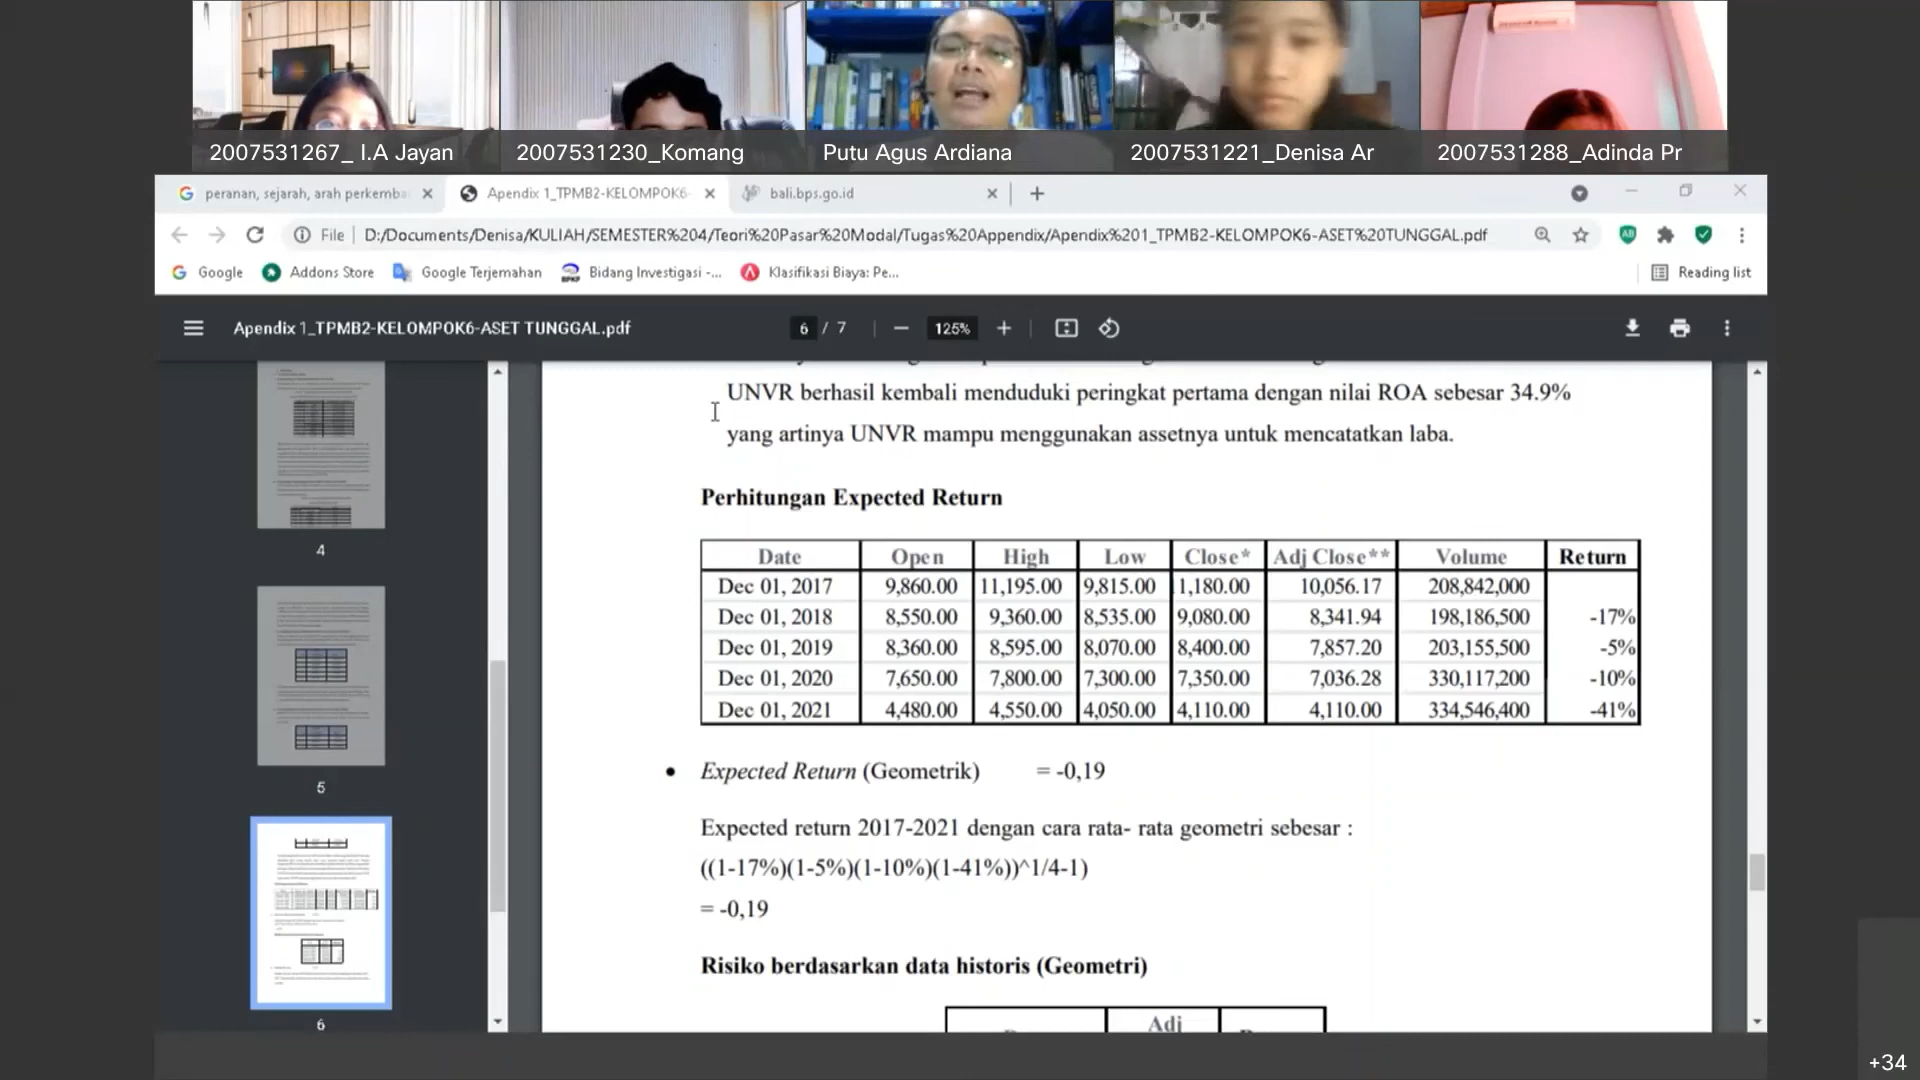 2007531267_ I.A Jayan
2007531230_Komang
Putu Agus Ardiana
2007531221_Denisa Ar
2007531288_Adinda Pr
peranan, sejarah, arah perkemba
Apendix 1_TPMB2-KELOMPOK6-
bali.bps.go.id
File
D:/Documents/Denisa/KULIAH/SEMESTER%204/Teori%20Pasar%20Modal/Tugas%20Appendix/Apendix%201_TPMB2-KELOMPOK6-ASET%20TUNGGAL.pdf
Google
Addons Store
Google Terjemahan
Bidang Investigasi -...
Klasifikasi Biaya: Pe...
Reading list
Apendix 1_TPMB2-KELOMPOK6-ASET TUNGGAL.pdf
6 / 7
125%
4
5
6
UNVR berhasil kembali menduduki peringkat pertama dengan nilai ROA sebesar 34.9%
yang artinya UNVR mampu menggunakan assetnya untuk mencatatkan laba.
Perhitungan Expected Return
Date Open High Low Close* Adj Close** Volume Return
Dec 01, 2017 9,860.00 11,195.00 9,815.00 1,180.00 10,056.17 208,842,000
Dec 01, 2018 8,550.00 9,360.00 8,535.00 9,080.00 8,341.94 198,186,500 -17%
Dec 01, 2019 8,360.00 8,595.00 8,070.00 8,400.00 7,857.20 203,155,500 -5%
Dec 01, 2020 7,650.00 7,800.00 7,300.00 7,350.00 7,036.28 330,117,200 -10%
Dec 01, 2021 4,480.00 4,550.00 4,050.00 4,110.00 4,110.00 334,546,400 -41%
• Expected Return (Geometrik) = -0,19
Expected return 2017-2021 dengan cara rata- rata geometri sebesar :
((1-17%)(1-5%)(1-10%)(1-41%))^1/4-1)
= -0,19
Risiko berdasarkan data historis (Geometri)
Adj
+34